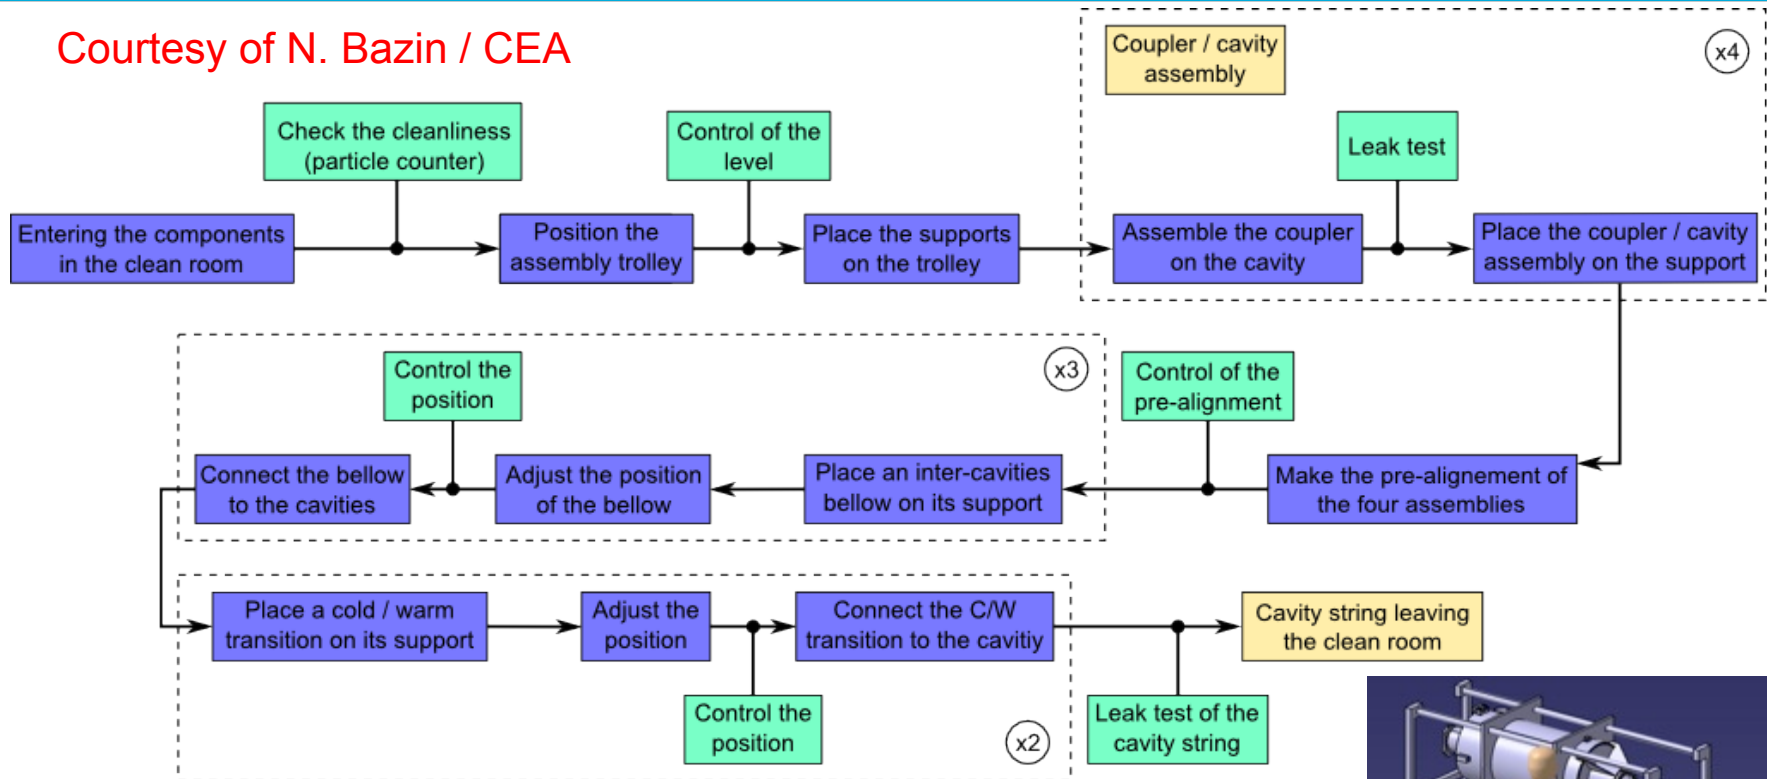 Courtesy of N. Bazin / CEA
Coupler / cavity
assembly
x4
Check the cleanliness
(particle counter)
Control of the
level
Leak test
Entering the components
in the clean room
Position the
assembly trolley
Place the supports
on the trolley
Assemble the coupler
on the cavity
Place the coupler / cavity
assembly on the support
Control the
position
x3
Control of the
pre-alignment
Connect the bellow
to the cavities
Adjust the position
of the bellow
Place an inter-cavities
bellow on its support
Make the pre-alignement of
the four assemblies
Place a cold / warm
transition on its support
Adjust the
position
Connect the C/W
transition to the cavitiy
Cavity string leaving
the clean room
Control the
position
x2
Leak test of the
cavity string